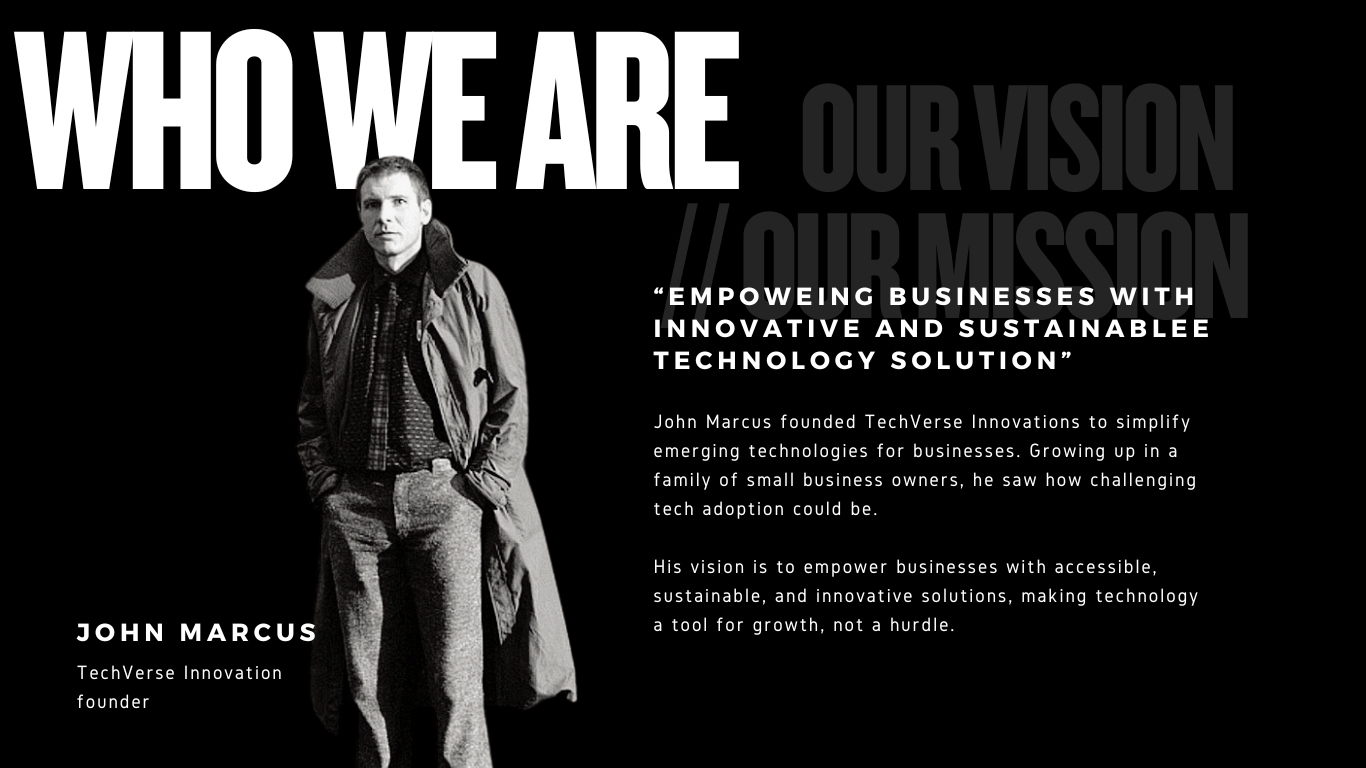 WHO WE ARE
OUR VISION
// OUR MISSION
“EMPOWEING BUSINESSES WITH
INNOVATIVE AND SUSTAINABLEE
TECHNOLOGY SOLUTION”
John Marcus founded TechVerse Innovations to simplify
emerging technologies for businesses. Growing up in a
family of small business owners, he saw how challenging
tech adoption could be.
His vision is to empower businesses with accessible,
sustainable, and innovative solutions, making technology
a tool for growth, not a hurdle.
JOHN MARCUS
TechVerse Innovation
founder